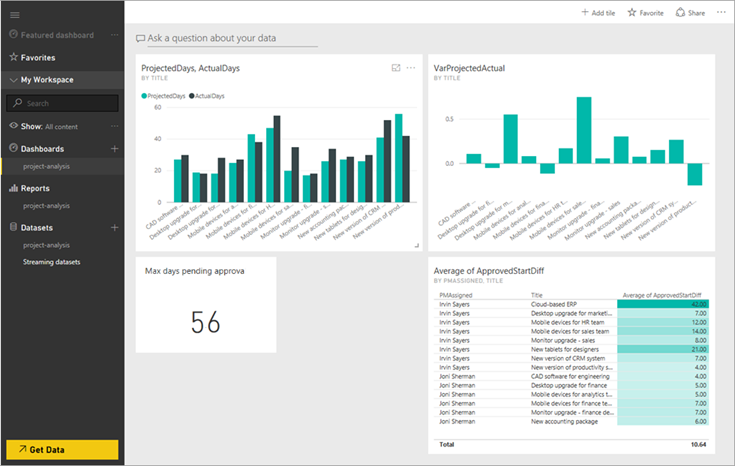 Featured dashboard
Favorites
My Workspace
Search
Show: All content
Dashboards
project-analysis
Reports
project-analysis
Datasets
project-analysis
Streaming datasets
Get Data
Add tile
Favorite
Share
Ask a question about your data
ProjectedDays, ActualDays
BY TITLE
ProjectedDays
ActualDays
60
40
20
0
CAD software ...
Desktop upgrade for...
Desktop upgrade for...
Mobile devices for a...
Mobile devices for fi...
Mobile devices for H...
Mobile devices for sa...
Monitor upgrade - fi...
Monitor upgrade - s...
New accounting pac...
New tablets for desig...
New version of CRM ...
New version of produ...
VarProjectedActual
BY TITLE
0.5
0.0
CAD software ...
Desktop upgrade for fi...
Desktop upgrade for m...
Mobile devices for anal...
Mobile devices for fina...
Mobile devices for HR t...
Mobile devices for sale...
Monitor upgrade - fina...
Monitor upgrade - sales
New accounting packa...
New tablets for design...
New version of CRM sy...
New version of product...
Max days pending approva
56
Average of ApprovedStartDiff
BY PMASSIGNED, TITLE
PMAssigned Title Average of ApprovedStartDiff
Irvin Sayers Cloud-based ERP 42.00
Irvin Sayers Desktop upgrade for marketi... 7.00
Irvin Sayers Mobile devices for HR team 12.00
Irvin Sayers Mobile devices for sales team 14.00
Irvin Sayers Monitor upgrade - sales 8.00
Irvin Sayers New tablets for designers 21.00
Irvin Sayers New version of CRM system 7.00
Irvin Sayers New version of productivity s... 4.00
Joni Sherman CAD software for engineering 4.00
Joni Sherman Desktop upgrade for finance 5.00
Joni Sherman Mobile devices for analytics t... 5.00
Joni Sherman Mobile devices for finance te... 7.00
Joni Sherman Monitor upgrade - finance de... 7.00
Joni Sherman New accounting package 6.00
Total 10.64